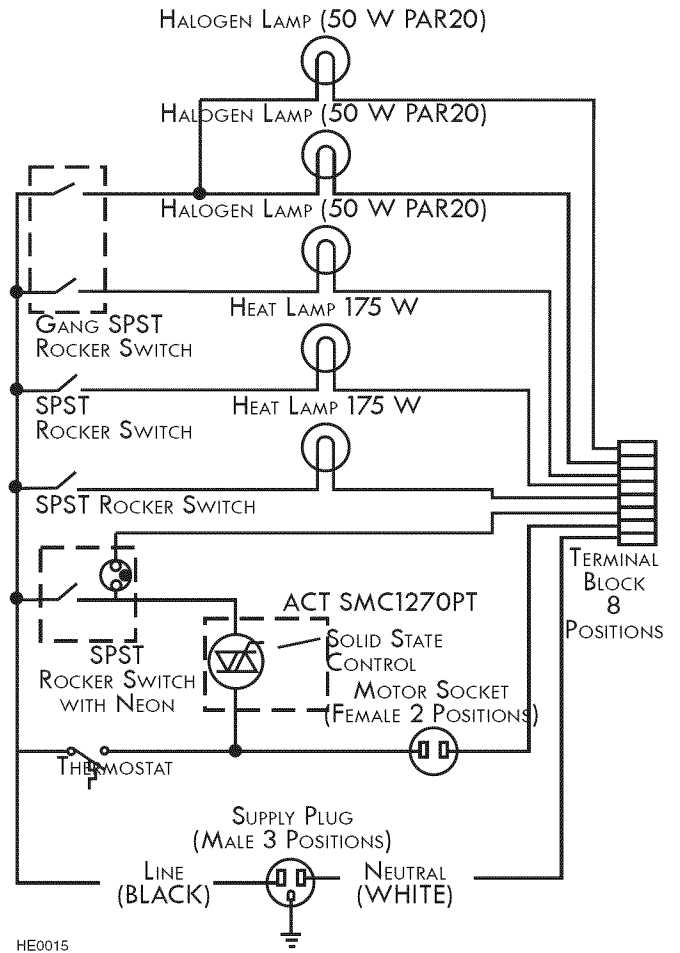 Halogen Lamp (50 W PAR20)
Halogen Lamp (50 W PAR20)
Halogen Lamp (50 W PAR20)
Heat Lamp 175 W
Gang SPST
Rocker Switch
Heat Lamp 175 W
SPST
Rocker Switch
SPST Rocker Switch
Terminal
Block
8
Positions
ACT SMC1270PT
Solid State
Control
SPST
Rocker Switch
with Neon
Motor Socket
(Female 2 Positions)
Thermostat
Supply Plug
(Male 3 Positions)
Line
(BLACK)
Neutral
(WHITE)
HE0015